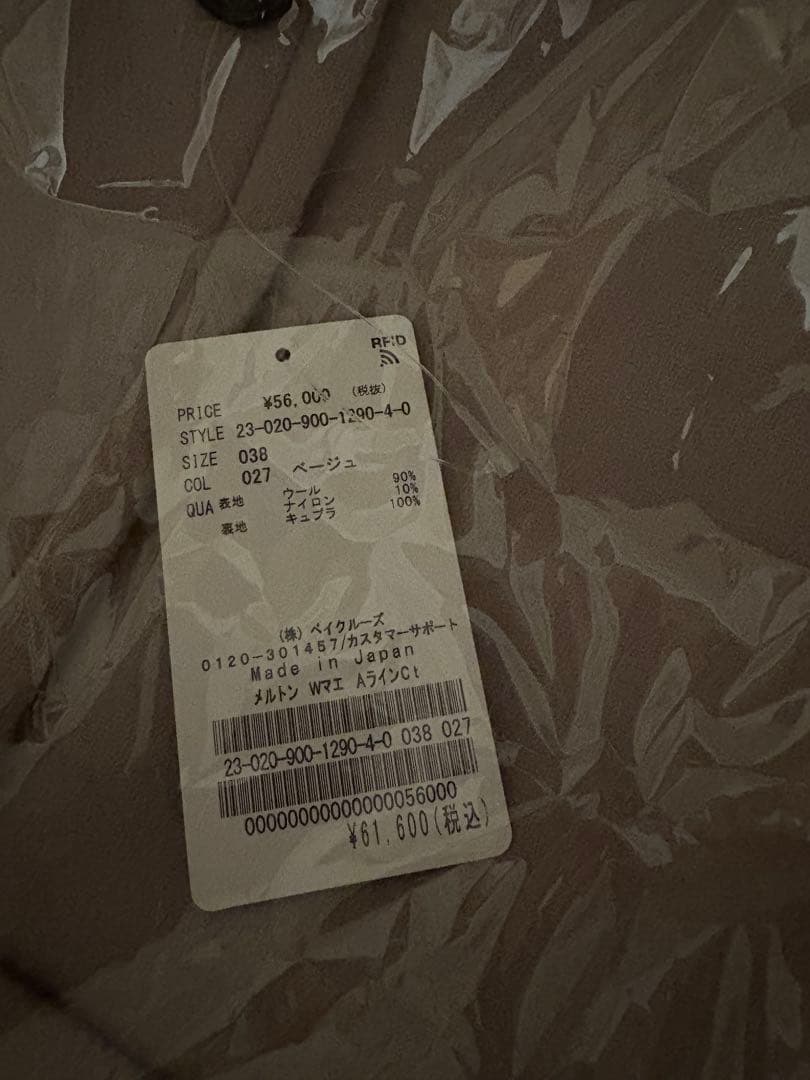 RFID
PRICE ¥56,000 (税抜)
STYLE 23-020-900-1290-4-0
SIZE 038
COL 027 ベージュ
QUA 表地 ウール 90%
ナイロン 10%
裏地 キュプラ 100%
(株) ベイクルーズ
0120-301457/カスタマーサポート
Made in Japan
メルトン Wマエ AラインCt
23-020-900-1290-4-0 038 027
00000000000000056000
¥61,600(税込)